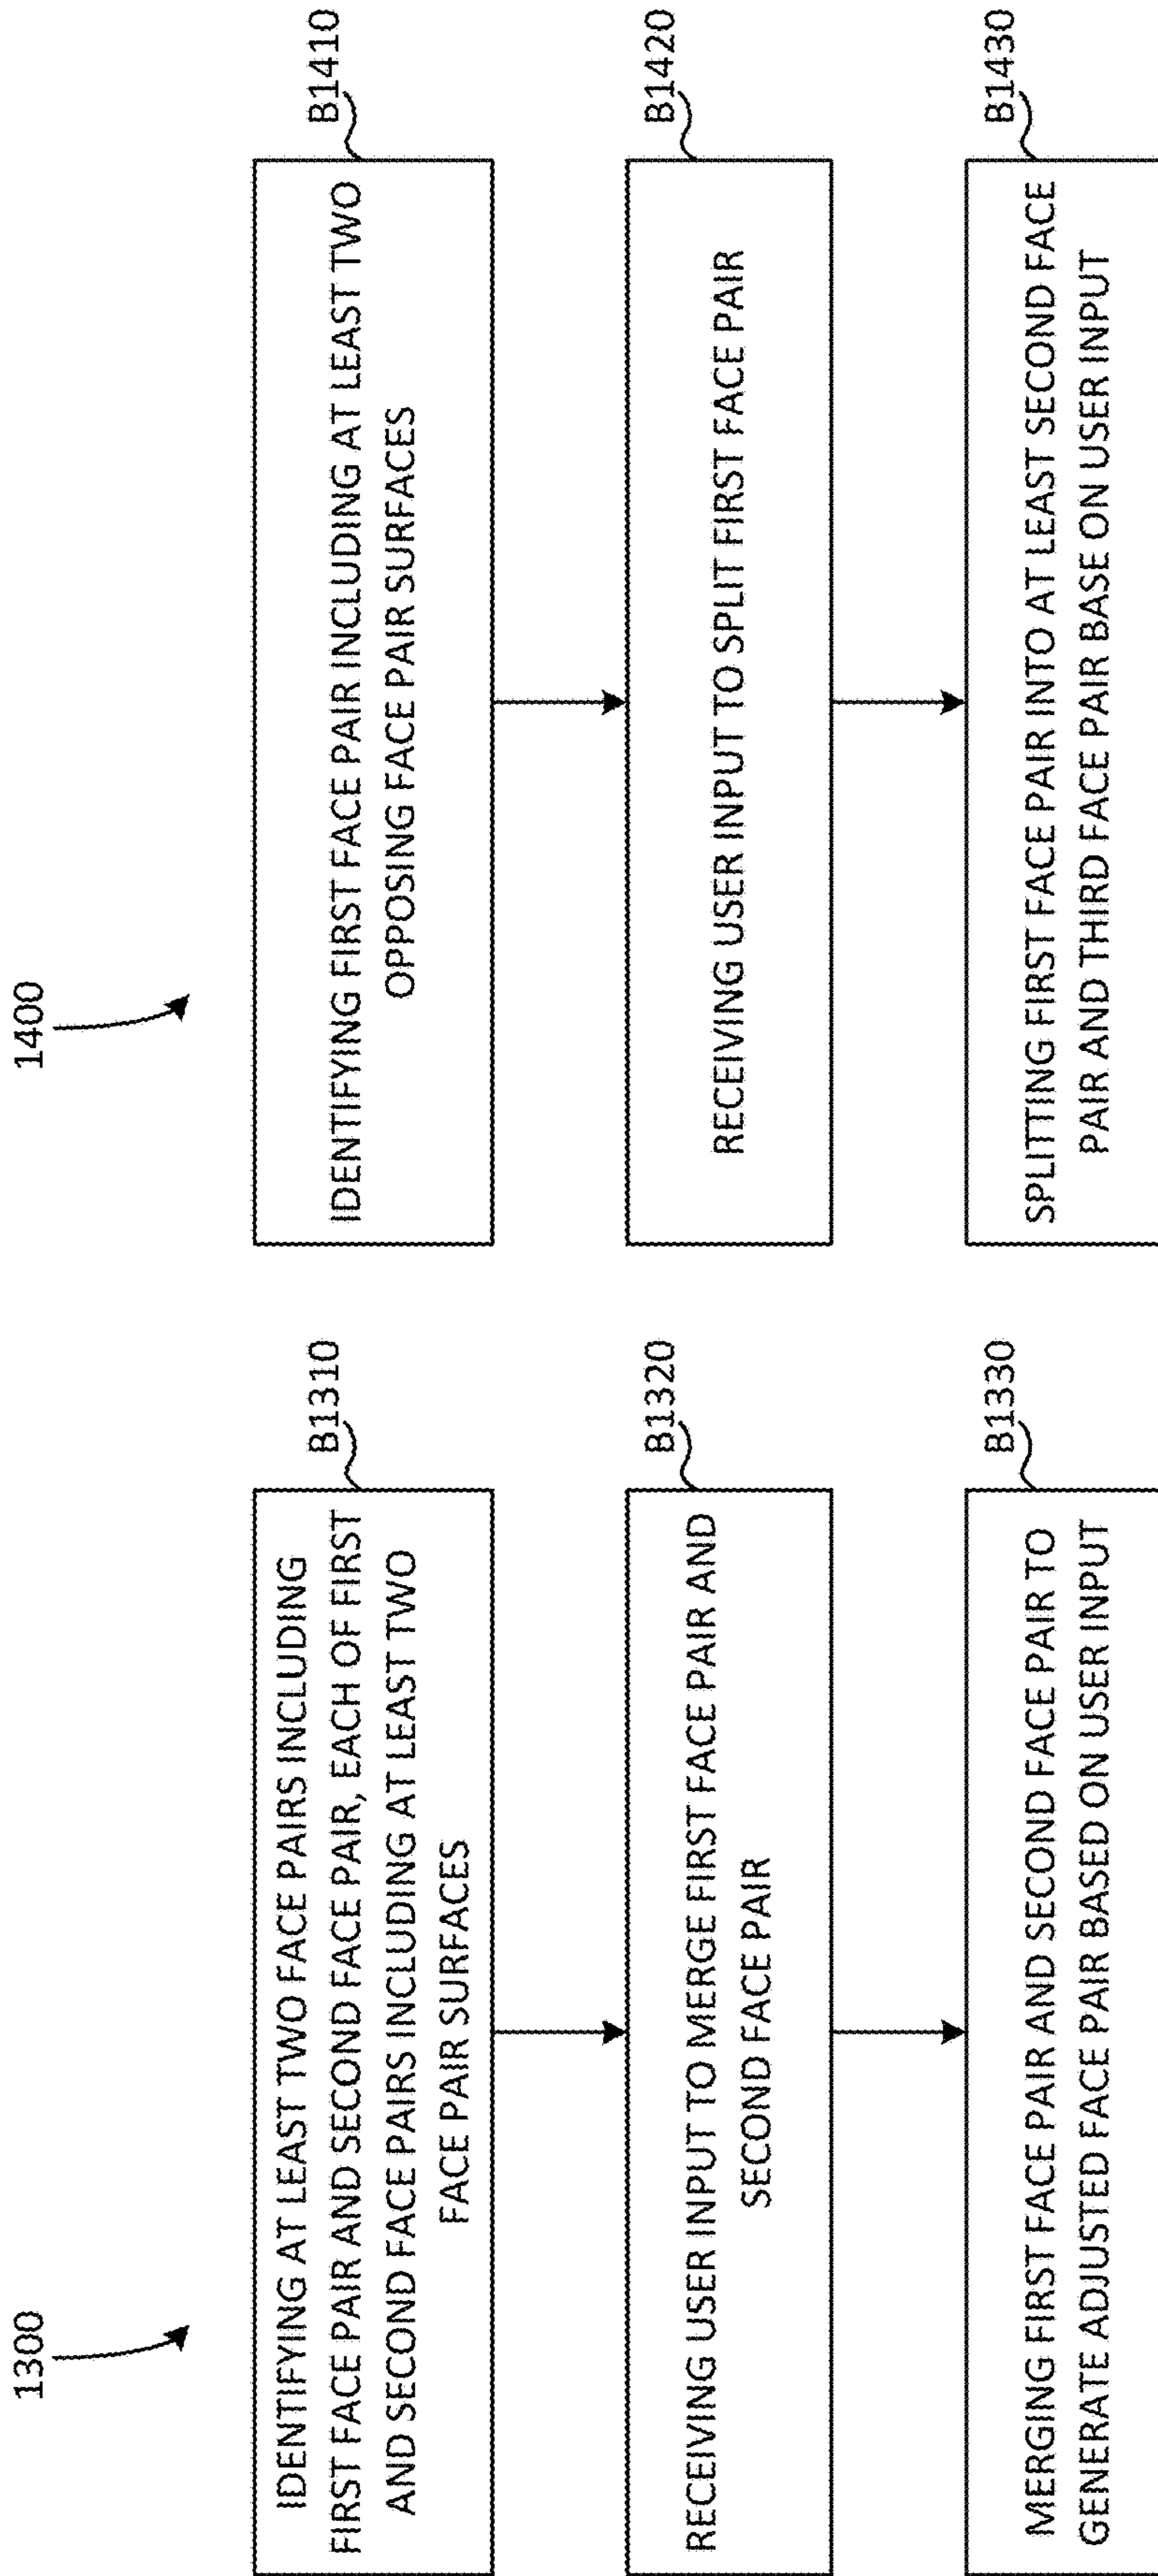 1300
IDENTIFYING AT LEAST TWO FACE PAIRS INCLUDING
FIRST FACE PAIR AND SECOND FACE PAIR, EACH OF FIRST
AND SECOND FACE PAIRS INCLUDING AT LEAST TWO
FACE PAIR SURFACES
B1310
RECEIVING USER INPUT TO MERGE FIRST FACE PAIR AND
SECOND FACE PAIR
B1320
MERGING FIRST FACE PAIR AND SECOND FACE PAIR TO
GENERATE ADJUSTED FACE PAIR BASED ON USER INPUT
B1330
1400
IDENTIFYING FIRST FACE PAIR INCLUDING AT LEAST TWO
OPPOSING FACE PAIR SURFACES
B1410
RECEIVING USER INPUT TO SPLIT FIRST FACE PAIR
B1420
SPLITTING FIRST FACE PAIR INTO AT LEAST SECOND FACE
PAIR AND THIRD FACE PAIR BASE ON USER INPUT
B1430